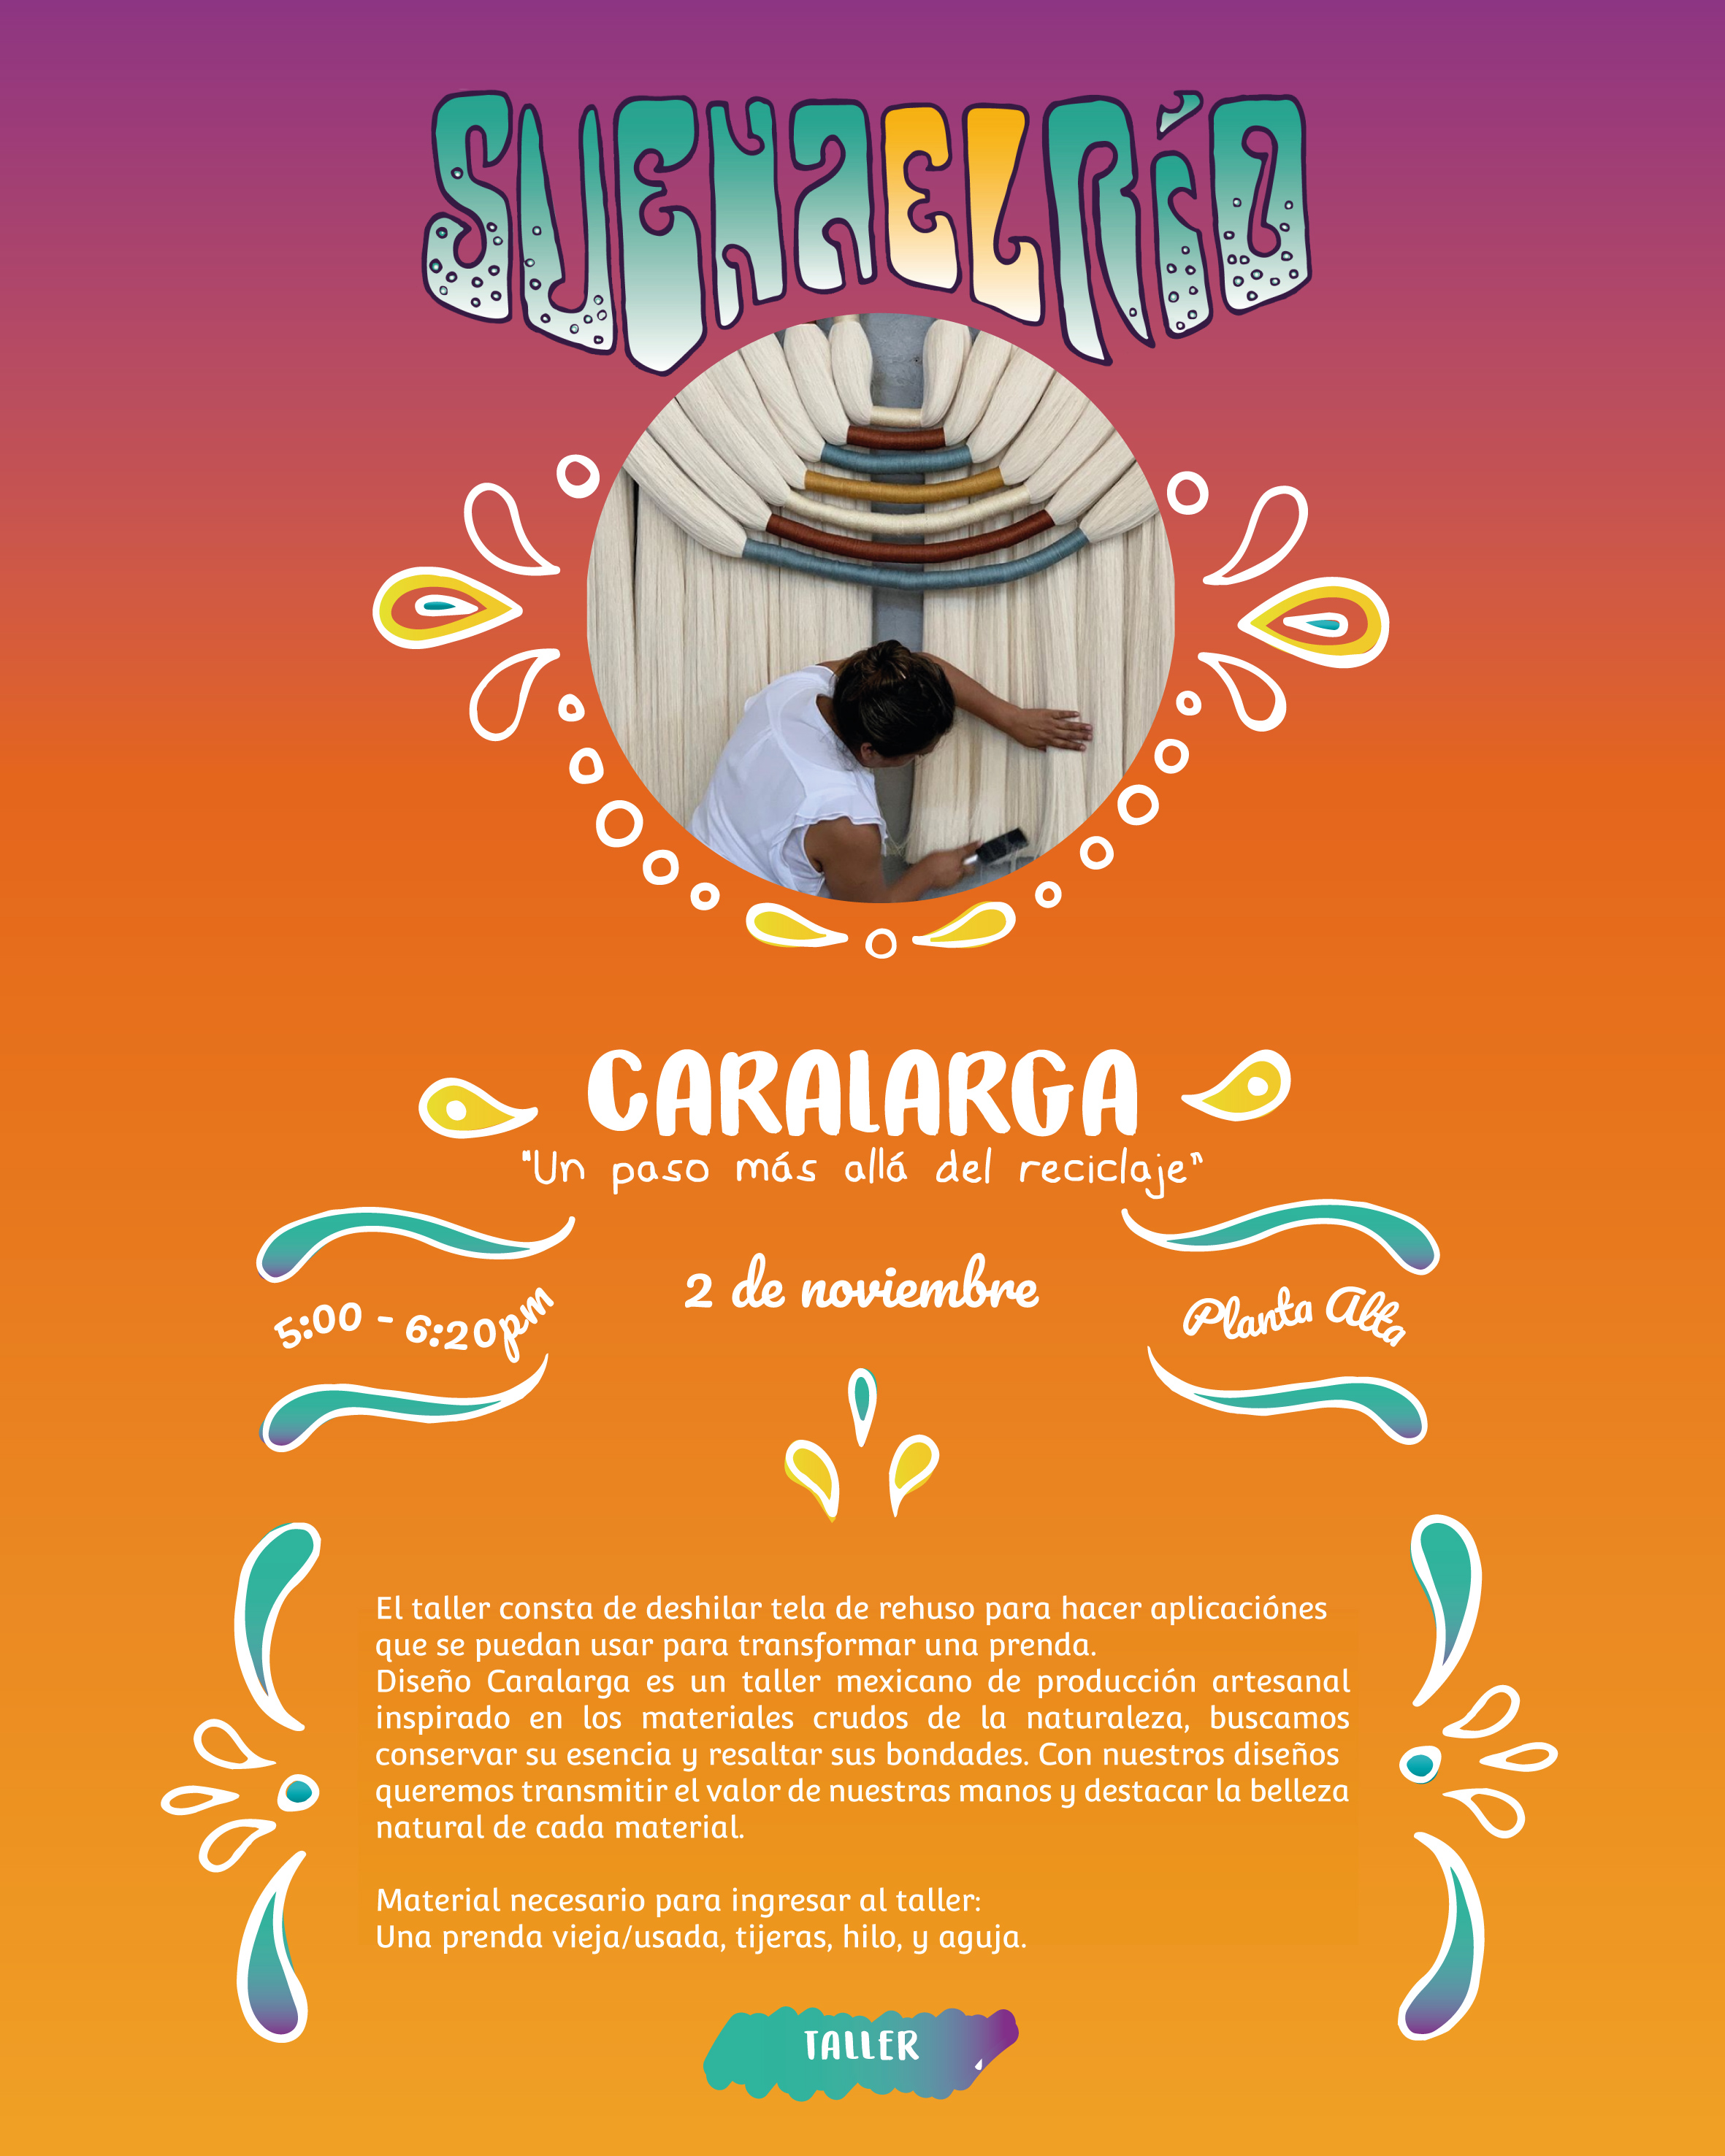 SUENAELRÍO
CARALARGA
"Un paso más allá del reciclaje"
2 de noviembre
5:00 - 6:20pm
Planta Alta
El taller consta de deshilar tela de rehuso para hacer aplicaciónes
que se puedan usar para transformar una prenda.
Diseño Caralarga es un taller mexicano de producción artesanal
inspirado en los materiales crudos de la naturaleza, buscamos
conservar su esencia y resaltar sus bondades. Con nuestros diseños
queremos transmitir el valor de nuestras manos y destacar la belleza
natural de cada material.
Material necesario para ingresar al taller:
Una prenda vieja/usada, tijeras, hilo, y aguja.
TALLER